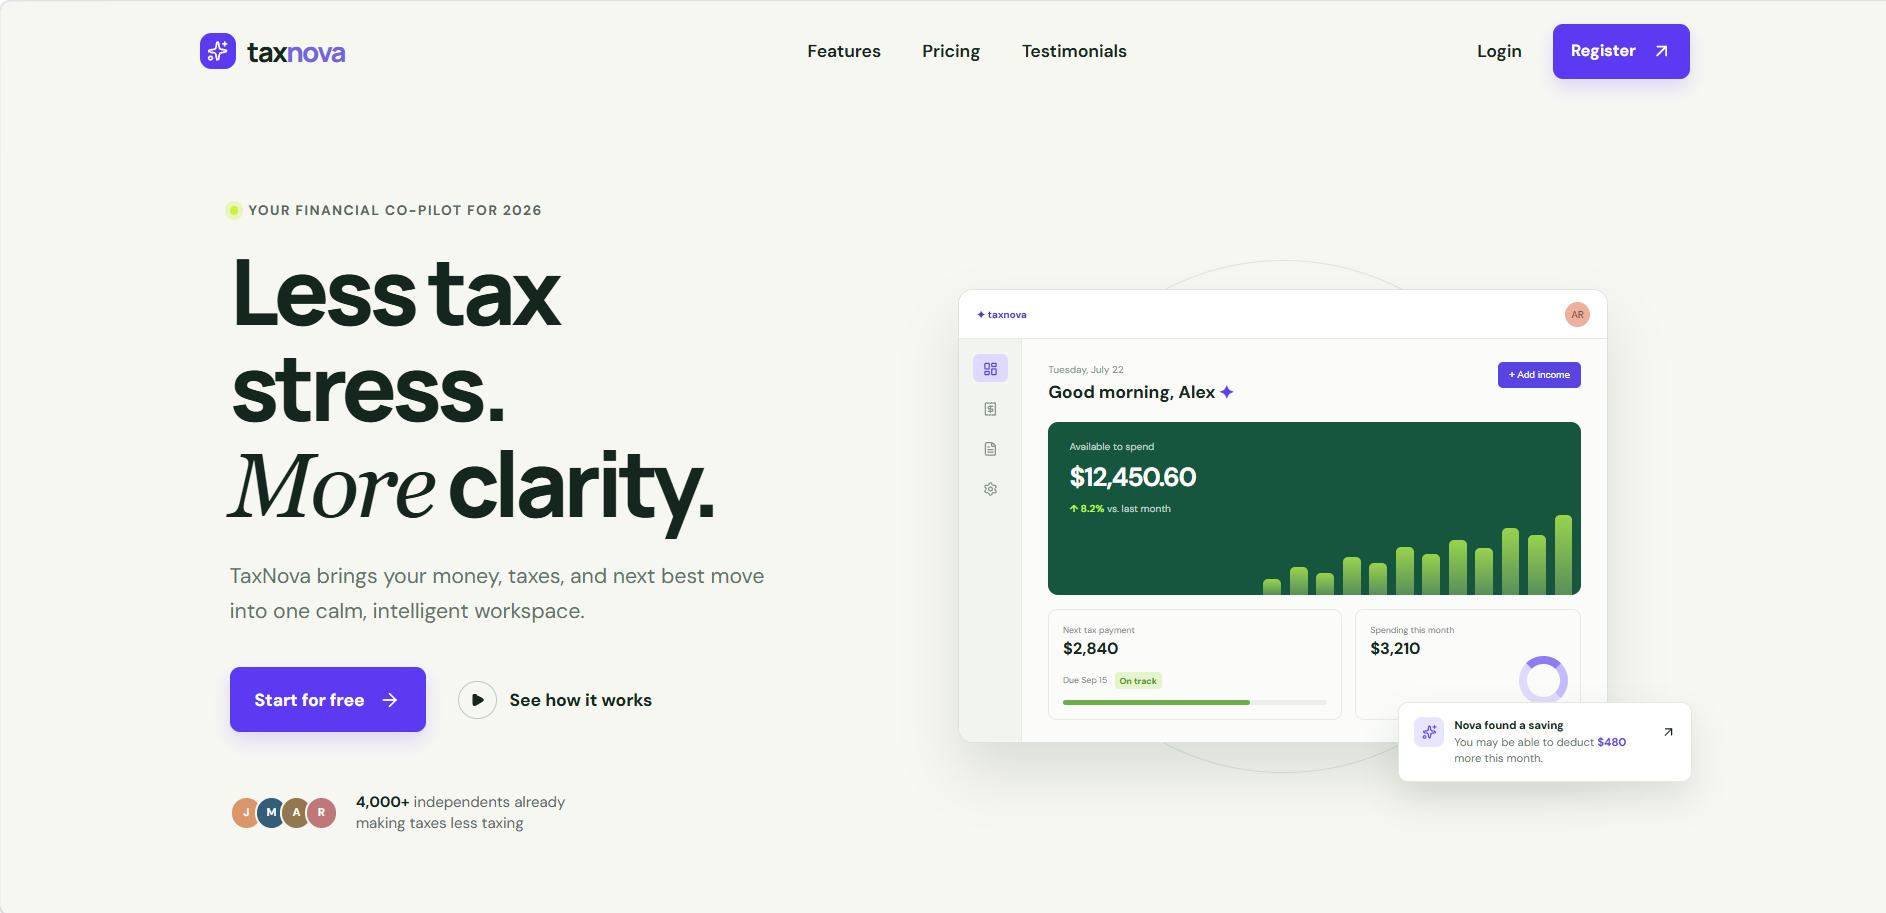 taxnova
Features
Pricing
Testimonials
Login
Register
YOUR FINANCIAL CO-PILOT FOR 2026
Less tax
stress.
More clarity.
TaxNova brings your money, taxes, and next best move
into one calm, intelligent workspace.
Start for free
See how it works
J M A R
4,000+ independents already
making taxes less taxing
taxnova
AR
Tuesday, July 22
Good morning, Alex
+ Add income
Available to spend
$12,450.60
↑ 8.2% vs. last month
Next tax payment
$2,840
Due Sep 15 On track
Spending this month
$3,210
Nova found a saving
You may be able to deduct $480
more this month.